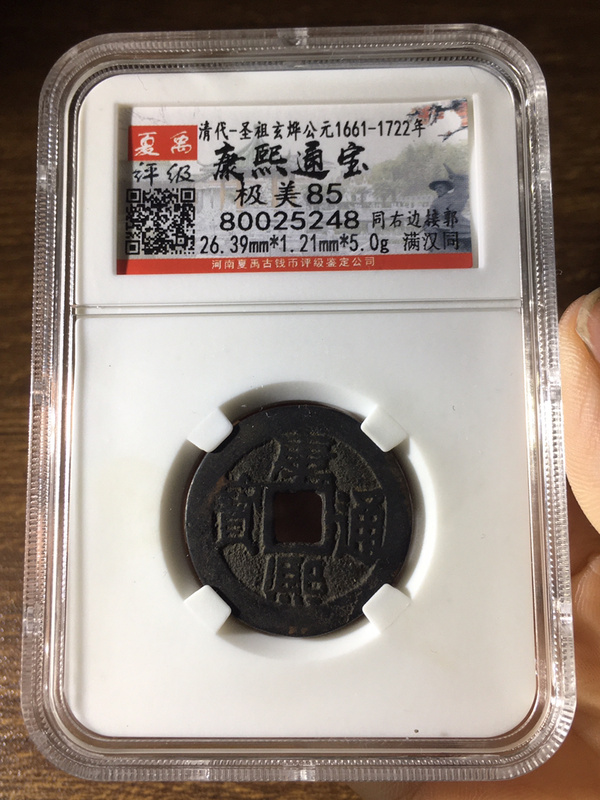 夏禹
评级
清代-圣祖玄烨公元1661-1722年
康熙通宝
极美85
80025248 同右边接郭
26.39mm*1.21mm*5.0g 满汉同
河南夏禹古钱币评级鉴定公司
康熙通寳